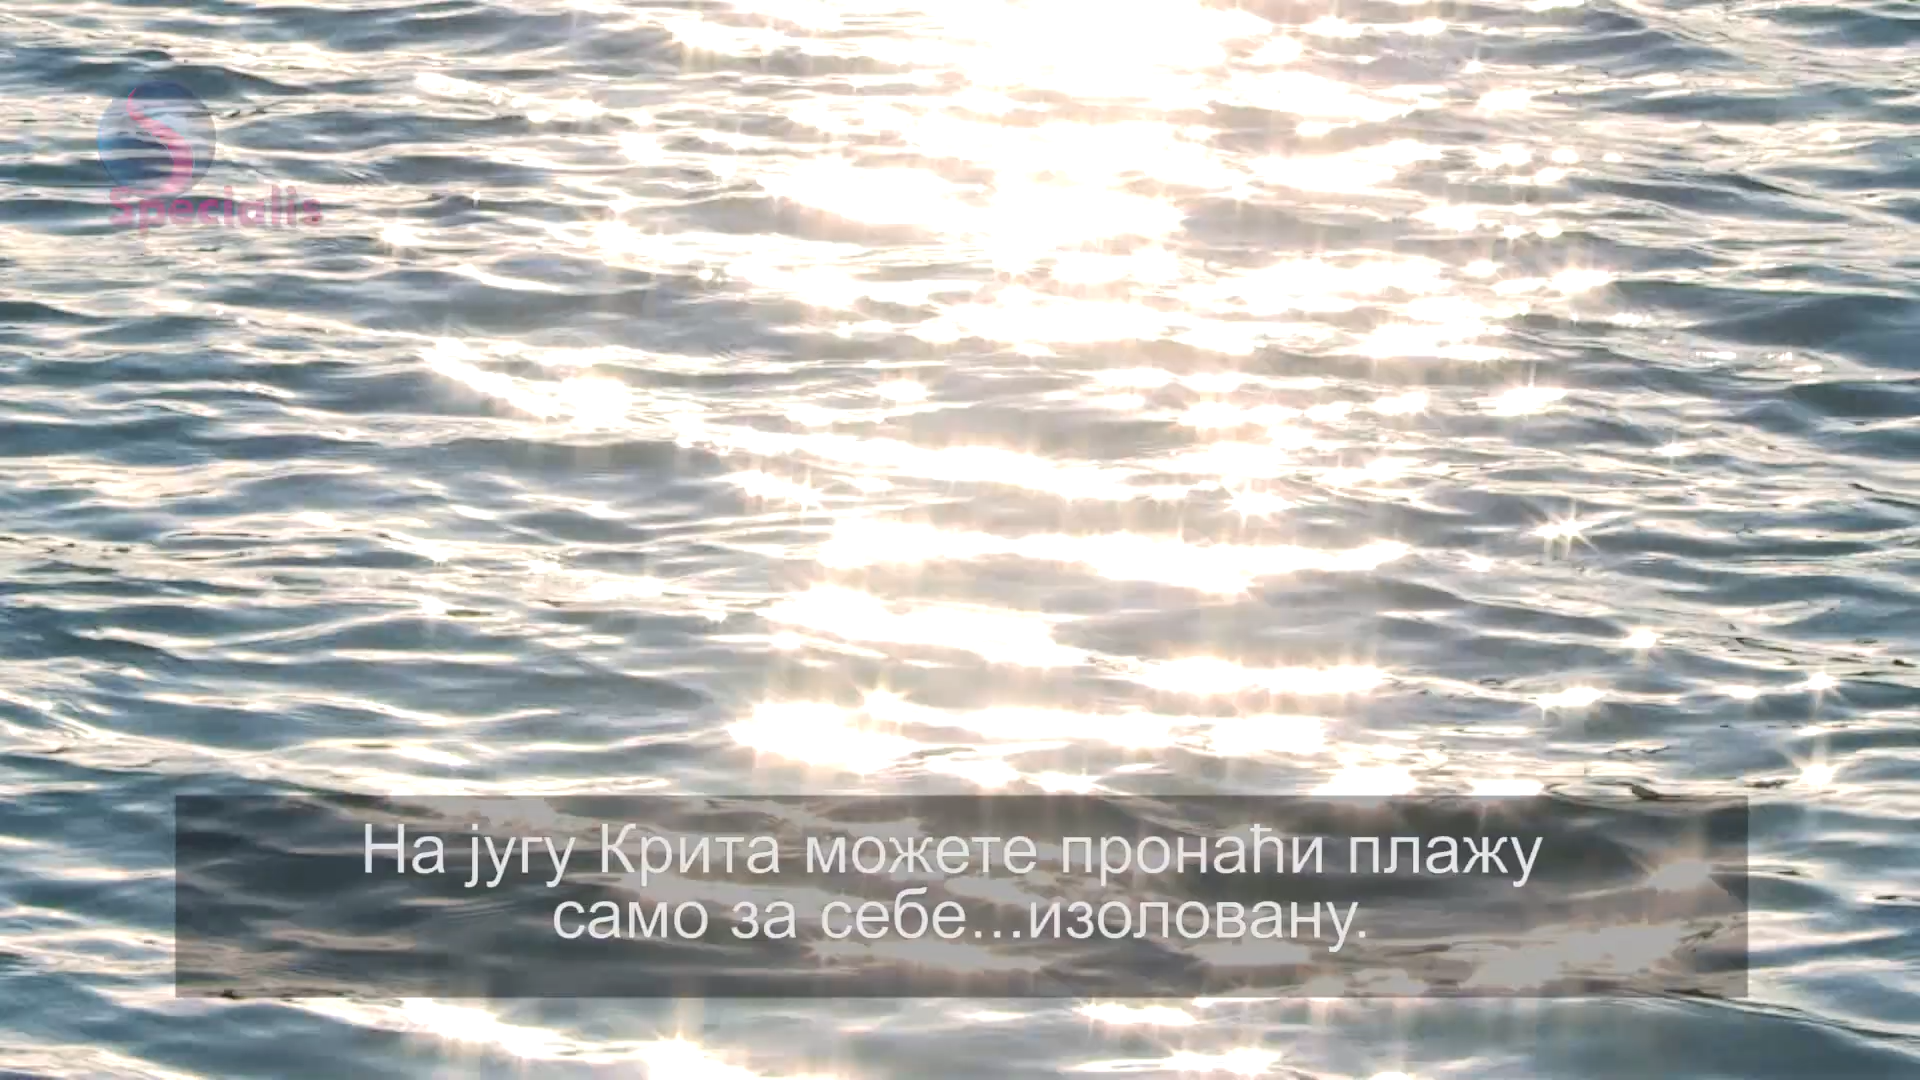 Specialis
На југу Крита можете пронаћи плажу
само за себе...изоловану.